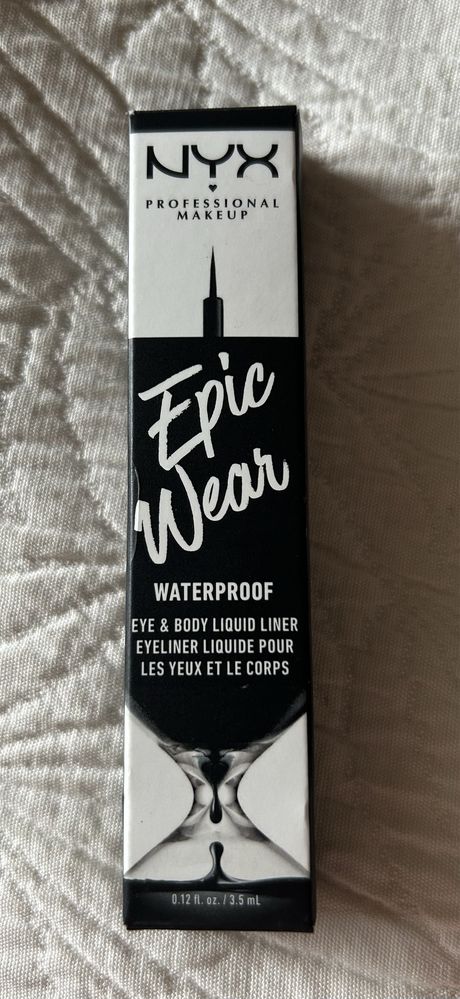 NYX
PROFESSIONAL
MAKEUP
Epic
Wear
WATERPROOF
EYE & BODY LIQUID LINER
EYELINER LIQUIDE POUR
LES YEUX ET LE CORPS
0.12 fl. oz. / 3.5 mL